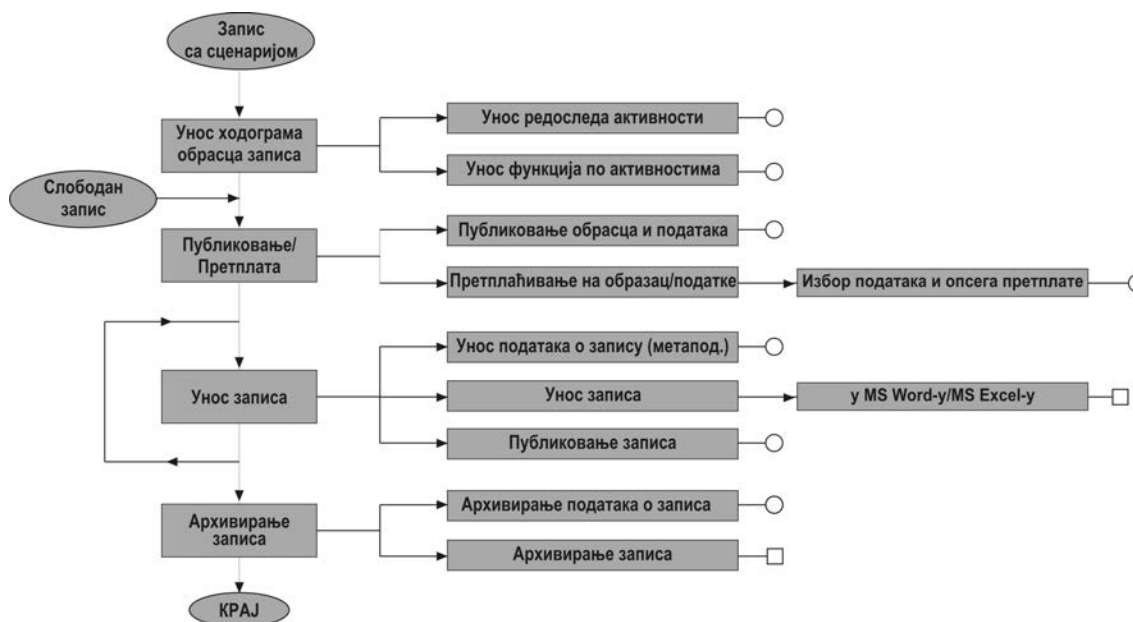 Запис
са сценаријом
Унос ходограма
обрасца записа
Унос редоследа активности
Унос функција по активностима
Слободан
запис
Публиковање/
Претплата
Публиковање обрасца и података
Претплаћивање на образац/податке
Избор података и опсега претплате
Унос записа
Унос података о запису (метапод.)
Унос записа
у MS Word-у/MS Excel-у
Публиковање записа
Архивирање
записа
Архивирање података о записа
Архивирање записа
КРАЈ